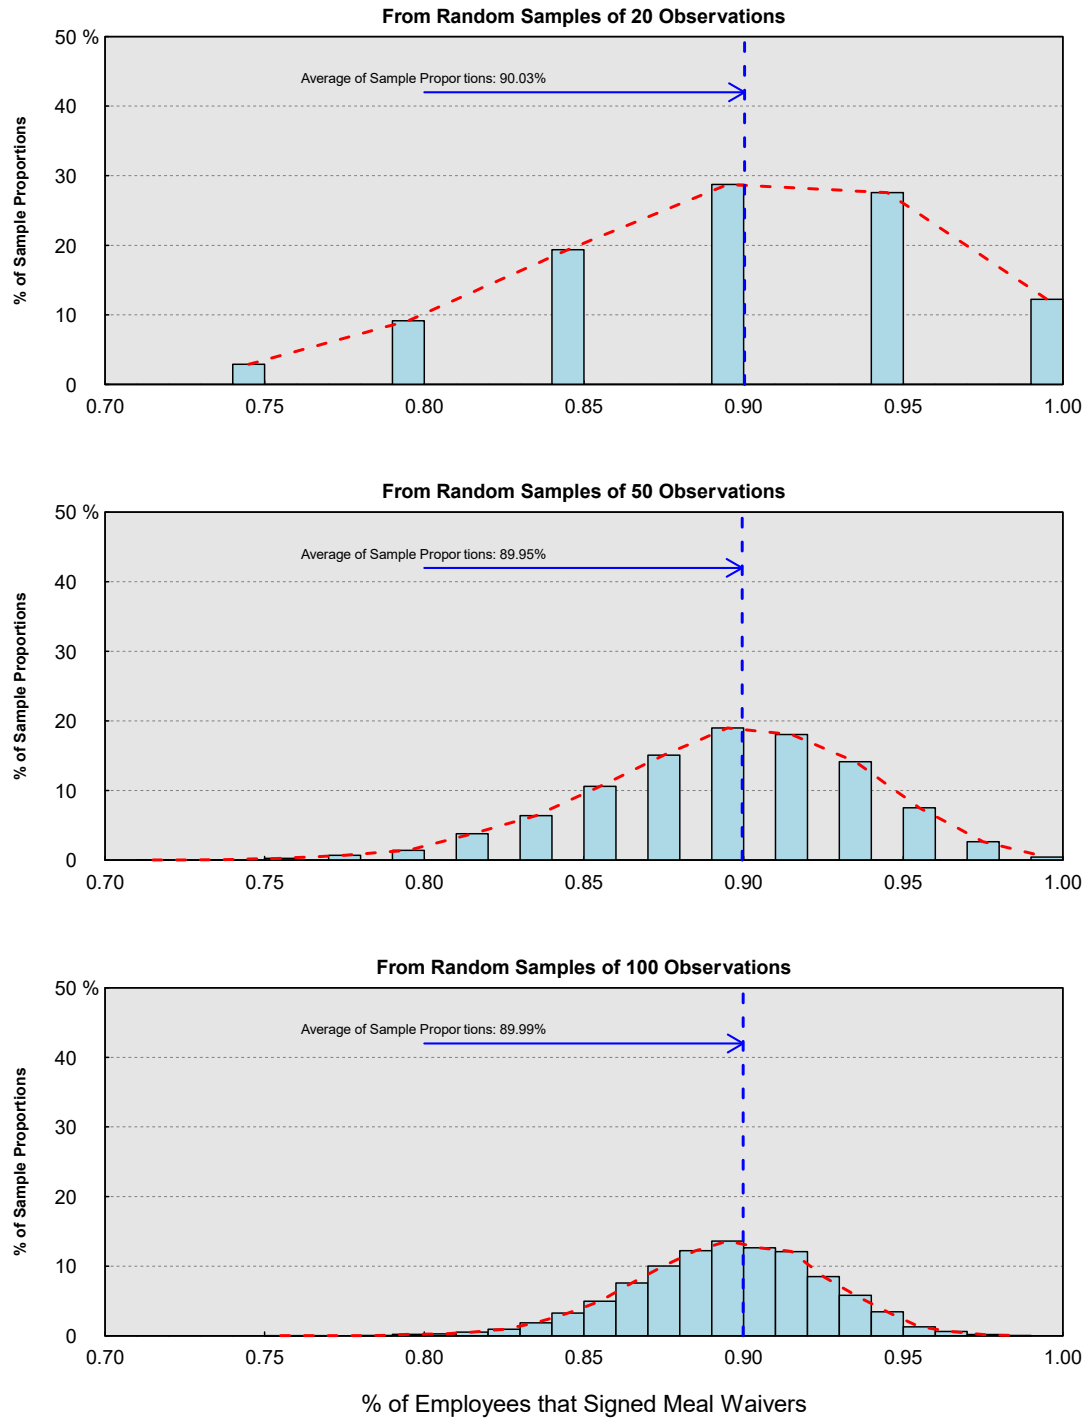 From Random Samples of 20 Observations
50 %
Average of Sample Proportions: 90.03%
40
30
20
10
0
% of Sample Proportions
0.70 0.75 0.80 0.85 0.90 0.95 1.00
From Random Samples of 50 Observations
50 %
Average of Sample Proportions: 89.95%
40
30
20
10
0
% of Sample Proportions
0.70 0.75 0.80 0.85 0.90 0.95 1.00
From Random Samples of 100 Observations
50 %
Average of Sample Proportions: 89.99%
40
30
20
10
0
% of Sample Proportions
0.70 0.75 0.80 0.85 0.90 0.95 1.00
% of Employees that Signed Meal Waivers